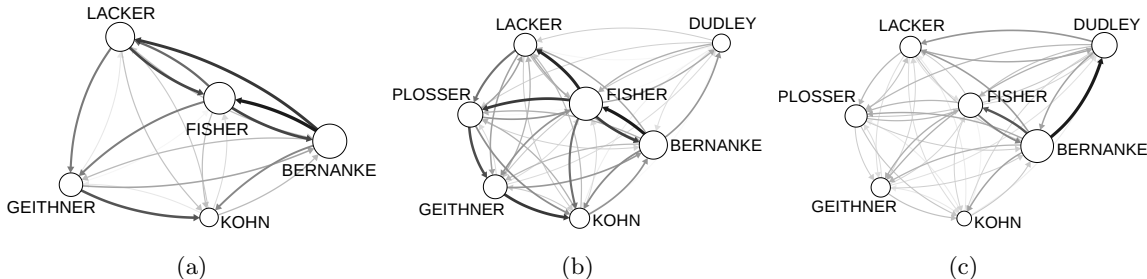 LACKER
FISHER
BERNANKE
GEITHNER
KOHN
(a)
LACKER
DUDLEY
PLOSSER
FISHER
BERNANKE
GEITHNER
KOHN
(b)
DUDLEY
LACKER
PLOSSER
FISHER
BERNANKE
GEITHNER
KOHN
(c)